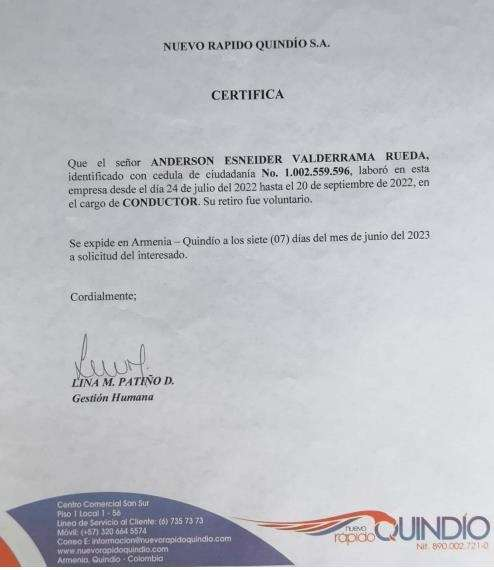 NUEVO RAPIDO QUINDÍO S.A.
CERTIFICA
Que el señor ANDERSON ESNEIDER VALDERRAMA RUEDA,
identificado con cedula de ciudadanía No. 1.002.559.596, laboró en esta
empresa desde el día 24 de julio del 2022 hasta el 20 de septiembre de 2022, en
el cargo de CONDUCTOR. Su retiro fue voluntario.
Se expide en Armenia – Quindío a los siete (07) días del mes de junio del 2023
a solicitud del interesado.
Cordialmente;
LINA M. PATIÑO D.
Gestión Humana
Centro Comercial San Sur
Piso 1 Local 1 - 56
Linea de Servicio al Cliente: (6) 735 73 73
Móvil: (+57) 320 664 5574
Correo E: informacion@nuevorapidoquindio.com
www.nuevorapidoquindio.com
Armenia, Quindío - Colombia
nuevo
rápido QUINDÍO
Nit. 890.002.721-0